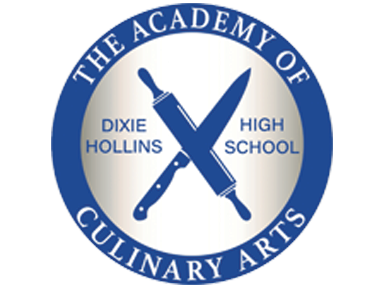 THE ACADEMY OF
DIXIE HOLLINS
HIGH SCHOOL
CULINARY ARTS